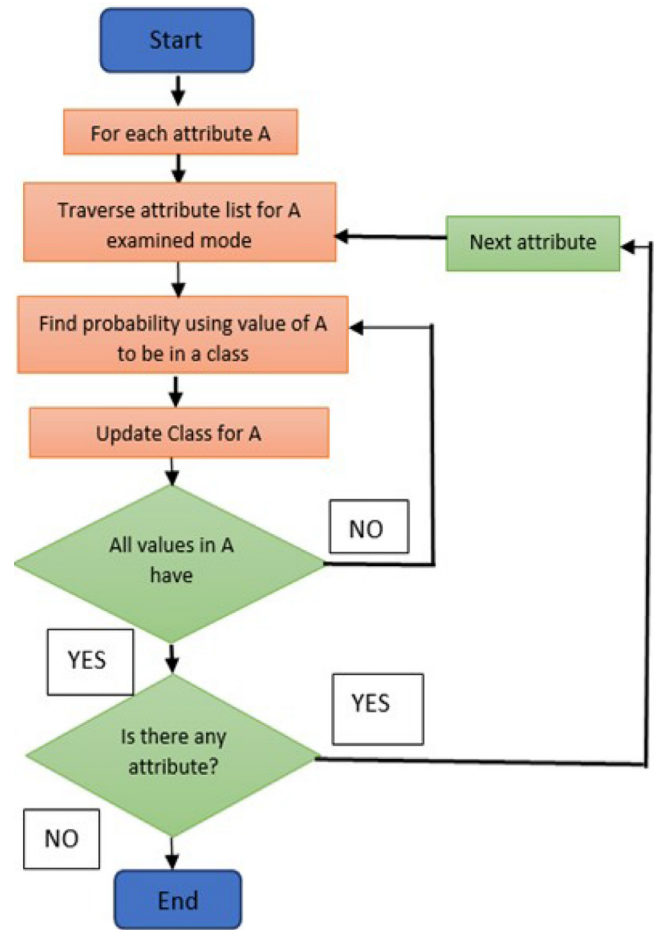 Start
For each attribute A
Traverse attribute list for A
examined mode
Next attribute
Find probability using value of A
to be in a class
Update Class for A
NO
All values in A
have
YES
YES
Is there any
attribute?
NO
End